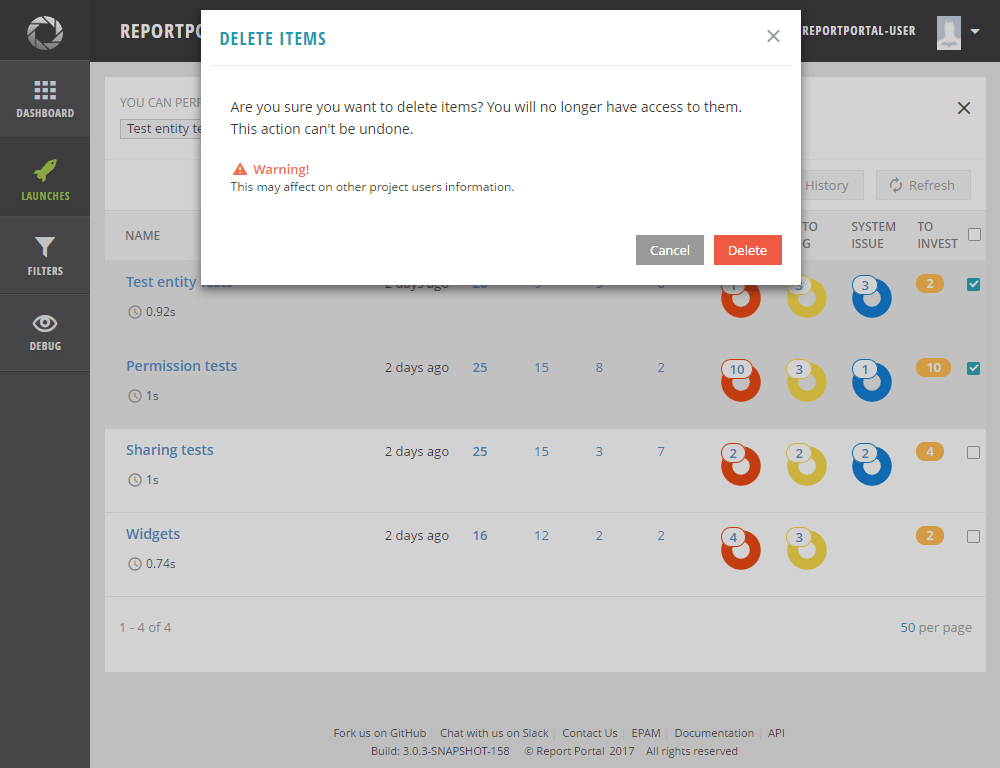 REPORTPO
DELETE ITEMS
REPORTPORTAL-USER
DASHBOARD
LAUNCHES
FILTERS
DEBUG
YOU CAN PERF
Test entity te
Are you sure you want to delete items? You will no longer have access to them.
This action can't be undone.
Warning!
This may affect on other project users information.
Cancel
Delete
History
Refresh
NAME
TO
G
SYSTEM
ISSUE
TO
INVEST
Test entity tests
2 days ago
1 3 3 2
0.92s
Permission tests
2 days ago 25 15 8 2 10 3 1 10
1s
Sharing tests
2 days ago 25 15 3 7 2 2 2 4
1s
Widgets
2 days ago 16 12 2 2 4 3 2
0.74s
1 - 4 of 4
50 per page
Fork us on GitHub Chat with us on Slack Contact Us EPAM Documentation API
Build: 3.0.3-SNAPSHOT-158 © Report Portal 2017 All rights reserved